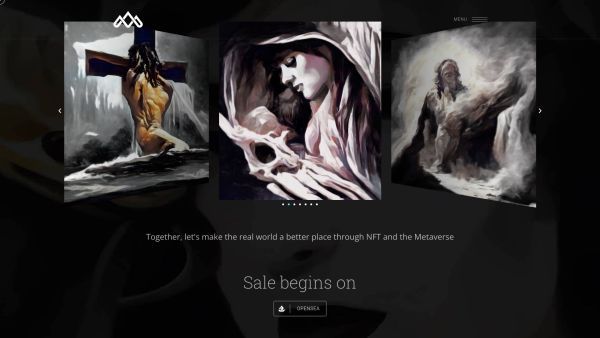 MENU
Together, let's make the real world a better place through NFT and the Metaverse
Sale begins on
OPENSEA